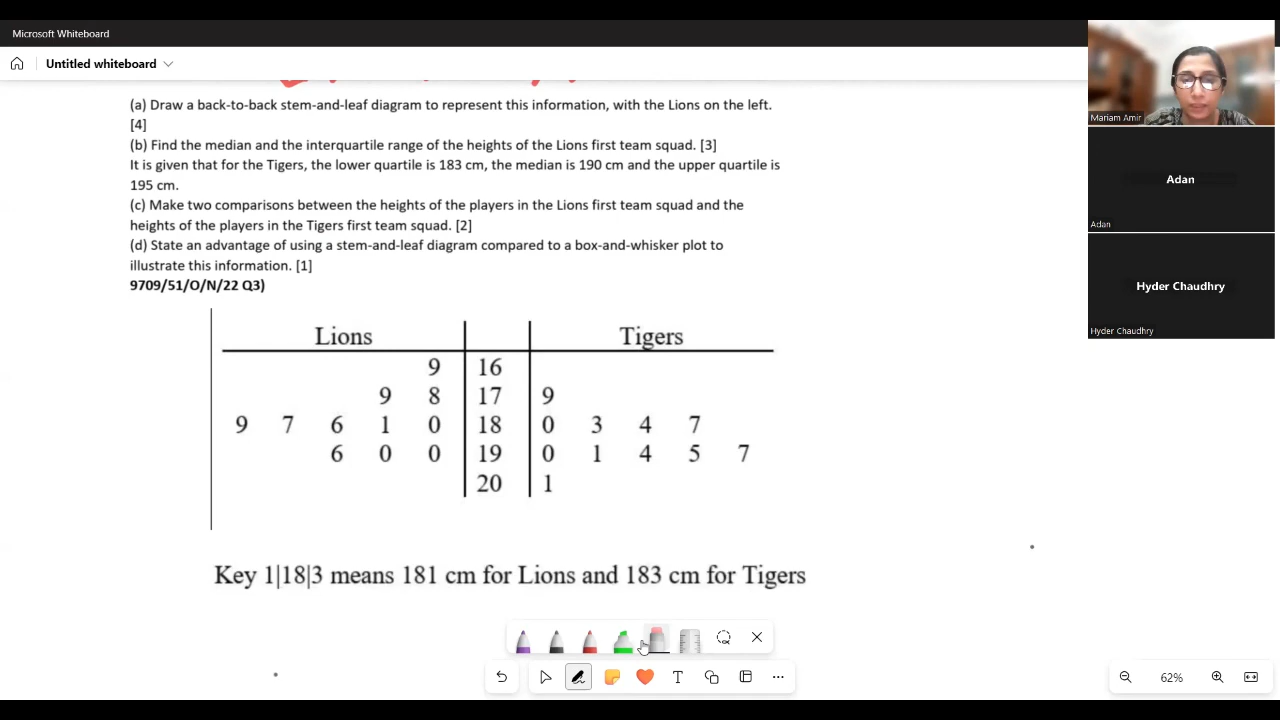 Microsoft Whiteboard
Untitled whiteboard
(a) Draw a back-to-back stem-and-leaf diagram to represent this information, with the Lions on the left.
[4]
(b) Find the median and the interquartile range of the heights of the Lions first team squad. [3]
It is given that for the Tigers, the lower quartile is 183 cm, the median is 190 cm and the upper quartile is
195 cm.
(c) Make two comparisons between the heights of the players in the Lions first team squad and the
heights of the players in the Tigers first team squad. [2]
(d) State an advantage of using a stem-and-leaf diagram compared to a box-and-whisker plot to
illustrate this information. [1]
9709/51/O/N/22 Q3)
Lions Tigers
9 16
9 8 17 9
9 7 6 1 0 18 0 3 4 7
6 0 0 19 0 1 4 5 7
20 1
Key 1|18|3 means 181 cm for Lions and 183 cm for Tigers
T
62%
Mariam Amir
Adan
Adan
Hyder Chaudhry
Hyder Chaudhry